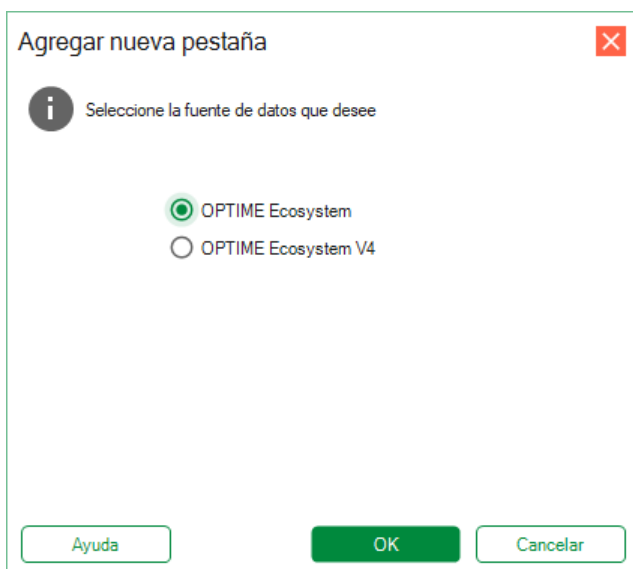 Agregar nueva pestaña
Seleccione la fuente de datos que desee
OPTIME Ecosystem
OPTIME Ecosystem V4
Ayuda
OK
Cancelar